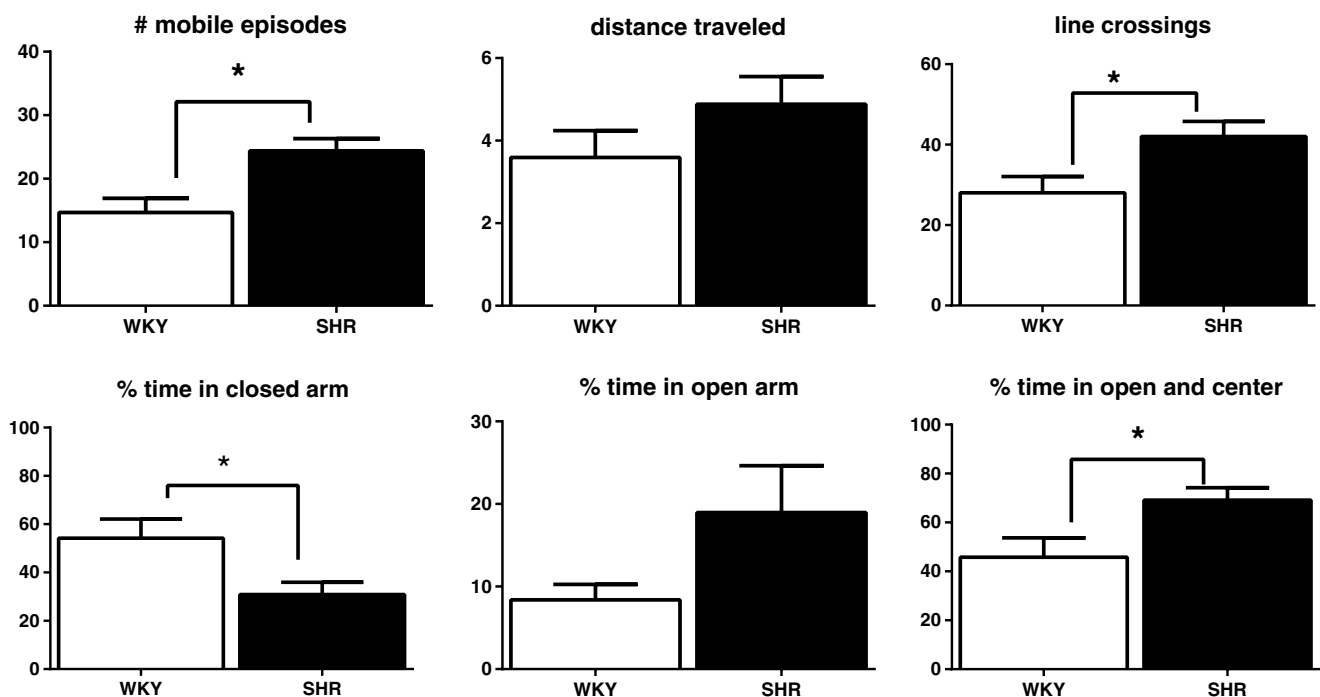 # mobile episodes
distance traveled
line crossings
40
30
20
10
0
*
WKY
SHR
6
4
2
0
WKY
SHR
60
40
20
0
*
WKY
SHR
% time in closed arm
% time in open arm
% time in open and center
100
80
60
40
20
0
*
WKY
SHR
30
20
10
0
WKY
SHR
100
80
60
40
20
0
*
WKY
SHR